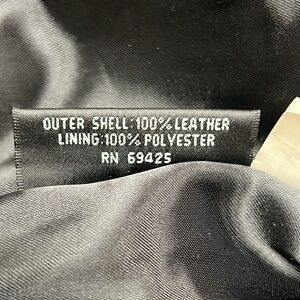 OUTER SHELL:100% LEATHER
LINING:100% POLYESTER
RN 69425